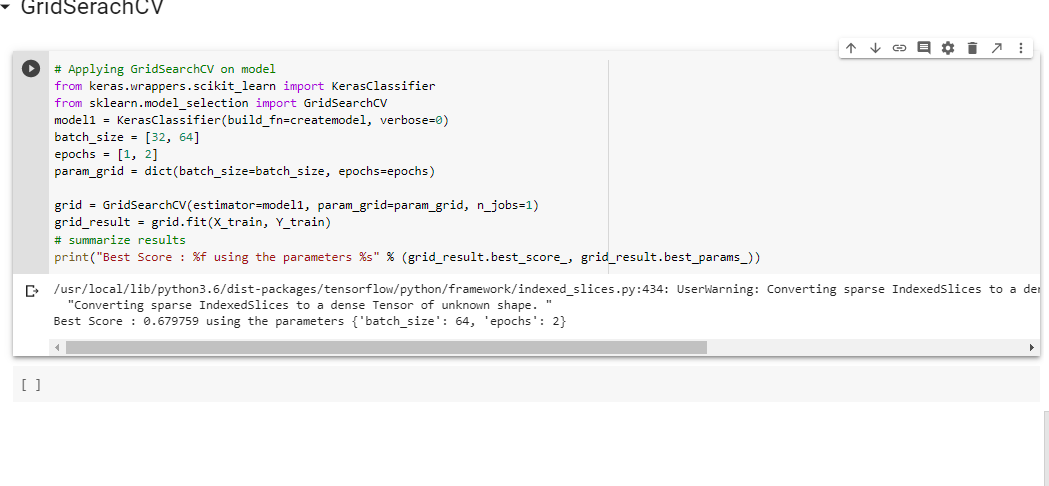 GridSerachCV
# Applying GridSearchCV on model
from keras.wrappers.scikit_learn import KerasClassifier
from sklearn.model_selection import GridSearchCV
model1 = KerasClassifier(build_fn=createmodel, verbose=0)
batch_size = [32, 64]
epochs = [1, 2]
param_grid = dict(batch_size=batch_size, epochs=epochs)
grid = GridSearchCV(estimator=model1, param_grid=param_grid, n_jobs=1)
grid_result = grid.fit(X_train, Y_train)
# summarize results
print("Best Score : %f using the parameters %s" % (grid_result.best_score_, grid_result.best_params_))
/usr/local/lib/python3.6/dist-packages/tensorflow/python/framework/indexed_slices.py:434: UserWarning: Converting sparse IndexedSlices to a
"Converting sparse IndexedSlices to a dense Tensor of unknown shape. "
Best Score : 0.679759 using the parameters {'batch_size': 64, 'epochs': 2}
[ ]